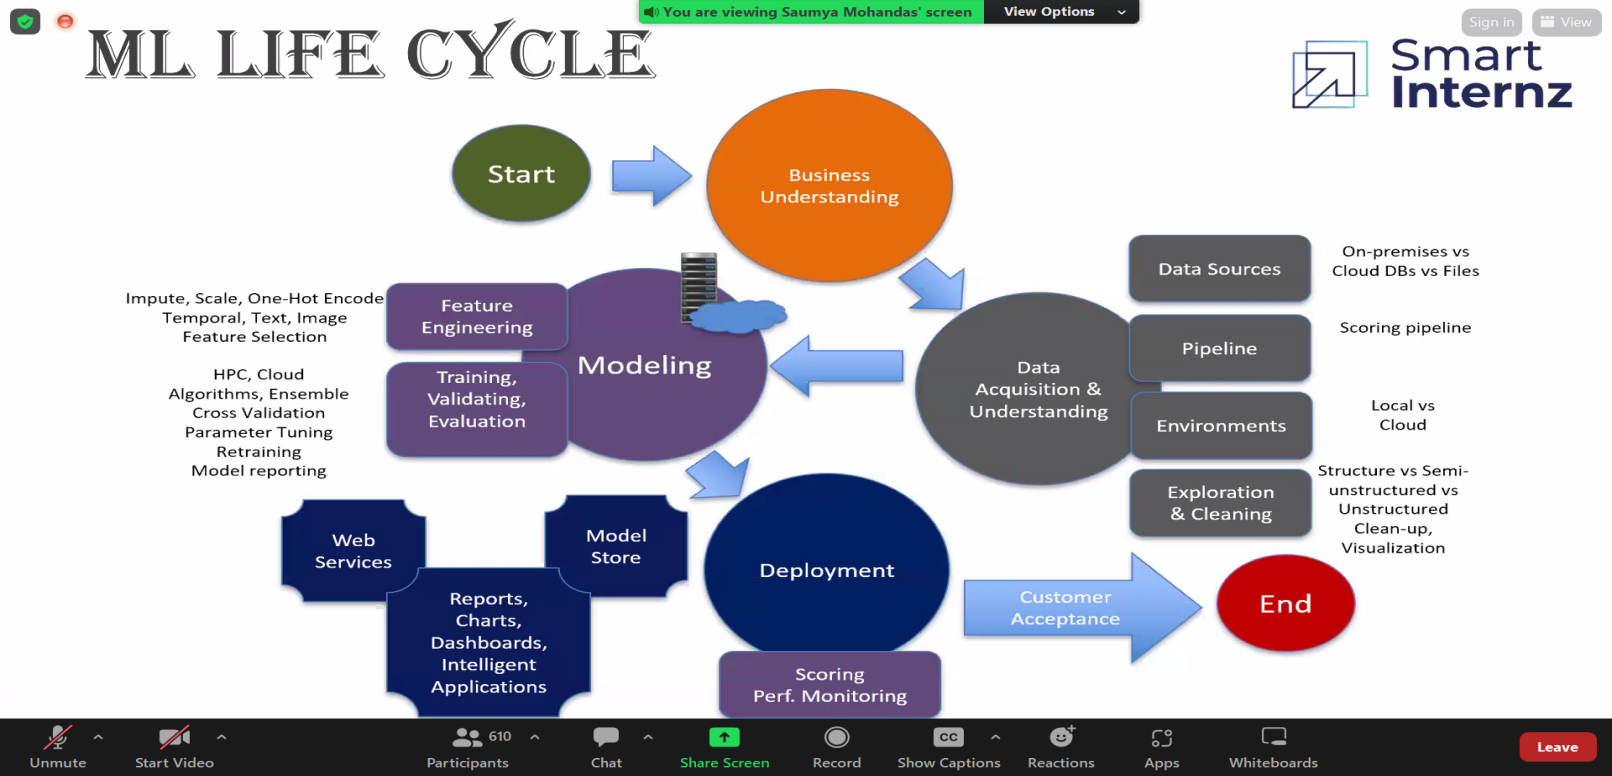 You are viewing Saumya Mohandas' screen
View Options
Sign in
View
ML LIFE CYCLE
Smart
Internz
Start
Business
Understanding
Data Sources
On-premises vs
Cloud DBs vs Files
Pipeline
Scoring pipeline
Data
Acquisition &
Understanding
Environments
Local vs
Cloud
Exploration
& Cleaning
Structure vs Semi-
unstructured vs
Unstructured
Clean-up,
Visualization
Modeling
Feature
Engineering
Impute, Scale, One-Hot Encode
Temporal, Text, Image
Feature Selection
Training,
Validating,
Evaluation
HPC, Cloud
Algorithms, Ensemble
Cross Validation
Parameter Tuning
Retraining
Model reporting
Web
Services
Model
Store
Reports,
Charts,
Dashboards,
Intelligent
Applications
Deployment
Scoring
Perf. Monitoring
Customer
Acceptance
End
Unmute
Start Video
610
Participants
Chat
Share Screen
Record
CC
Show Captions
Reactions
Apps
Whiteboards
Leave